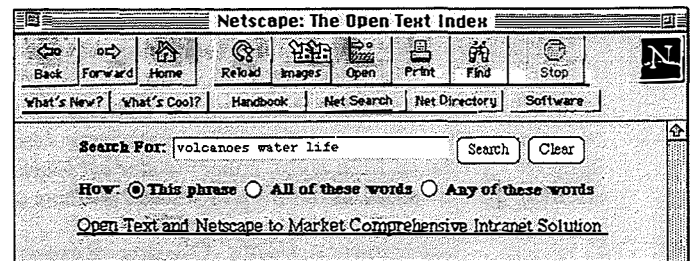 Netscape: The Open Text Index
Back Forward Home Reload Images Open Print Find Stop
N
What's New? What's Cool? Handbook Net Search Net Directory Software
Search For: volcanoes water life Search Clear
How: This phrase All of these words Any of these words
Open Text and Netscape to Market Comprehensive Intranet Solution